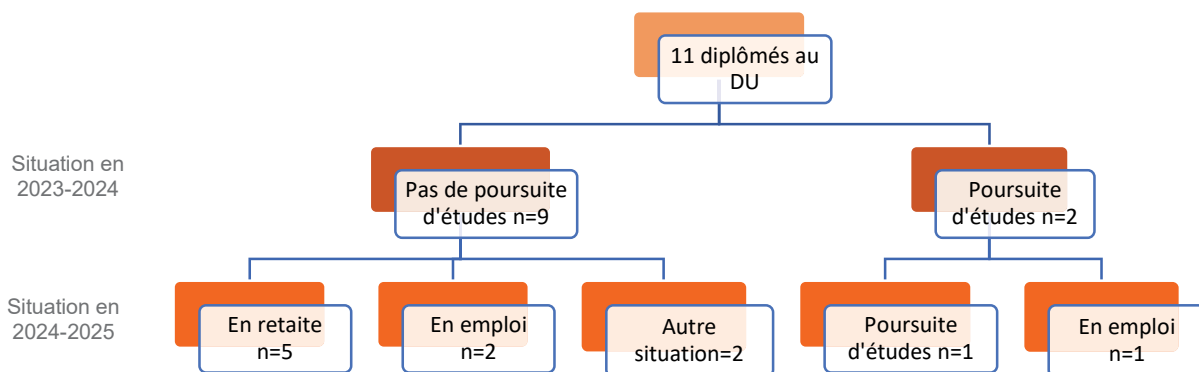 11 diplômés au
DU
Situation en
2023-2024
Pas de poursuite
d'études n=9
Poursuite
d'études n=2
Situation en
2024-2025
En retaite
n=5
En emploi
n=2
Autre
situation=2
Poursuite
d'études n=1
En emploi
n=1